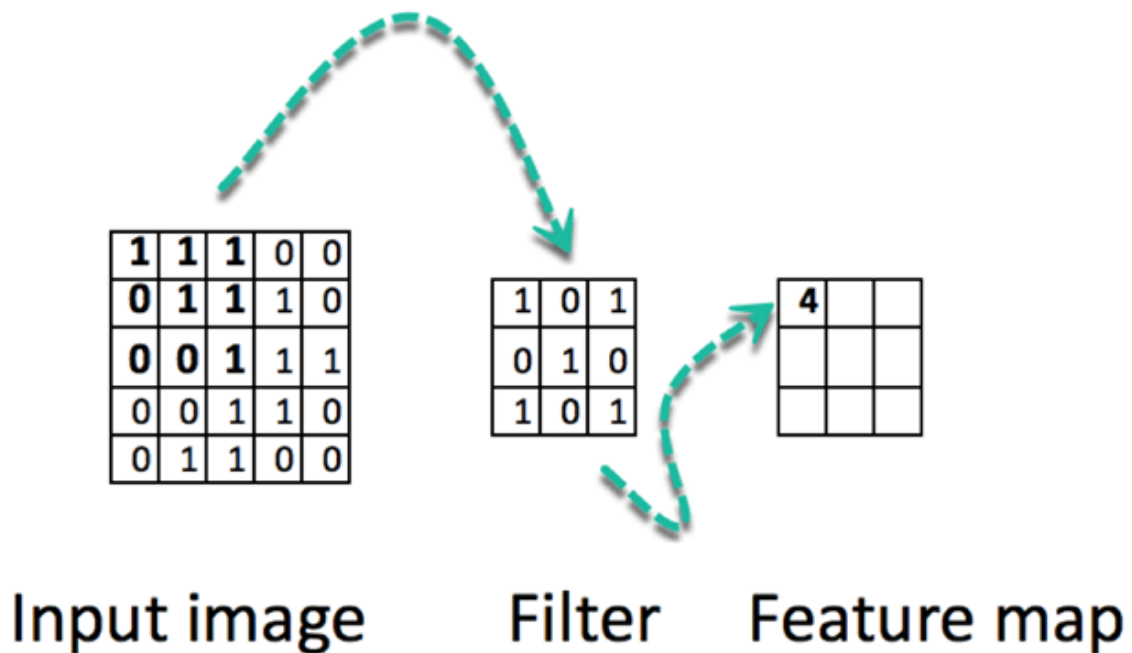 1 1 1 0 0
0 1 1 1 0
0 0 1 1 1
0 0 1 1 0
0 1 1 0 0
1 0 1
0 1 0
1 0 1
4
Input image
Filter
Feature map